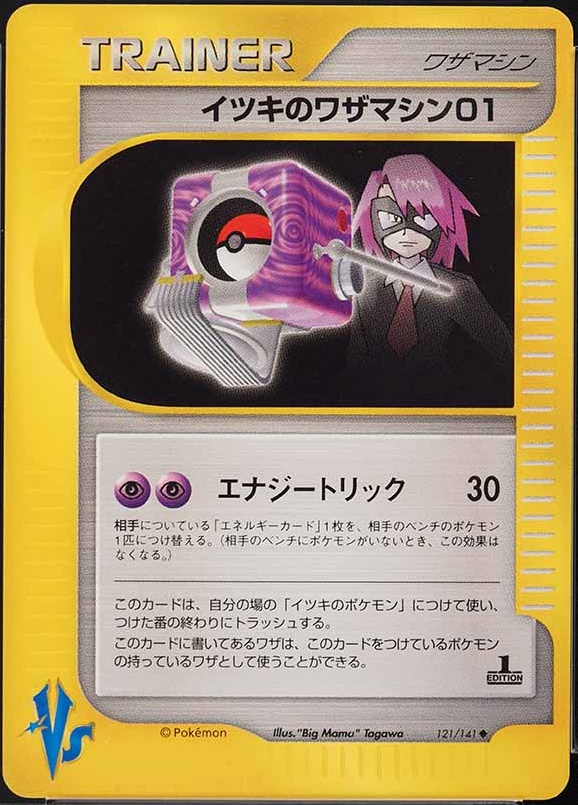 TRAINER
ワザマシン
イツキのワザマシン01
エナジートリック 30
相手についている「エネルギーカード」1枚を、相手のベンチのポケモン
1匹につけ替える。(相手のベンチにポケモンがいないとき、この効果は
なくなる。)
このカードは、自分の場の「イツキのポケモン」につけて使い、
つけた番の終わりにトラッシュする。
このカードに書いてあるワザは、このカードをつけているポケモン
の持っているワザとして使うことができる。
1
EDITION
VS
©Pokémon Illus."Big Mama" Tagawa 121/141◆